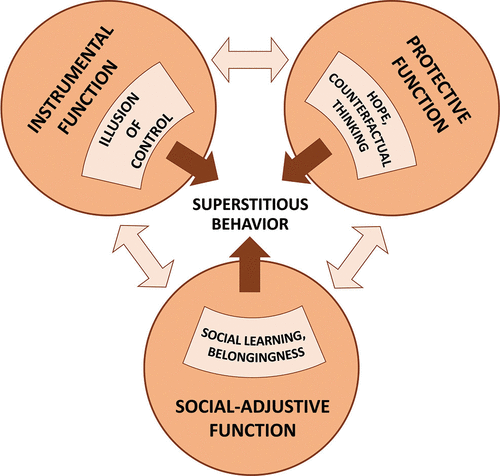 INSTRUMENTAL
FUNCTION
ILLUSION
OF
CONTROL
PROTECTIVE
FUNCTION
HOPE,
COUNTERFACTUAL
THINKING
SUPERSTITIOUS
BEHAVIOR
SOCIAL LEARNING,
BELONGINGNESS
SOCIAL-ADJUSTIVE
FUNCTION